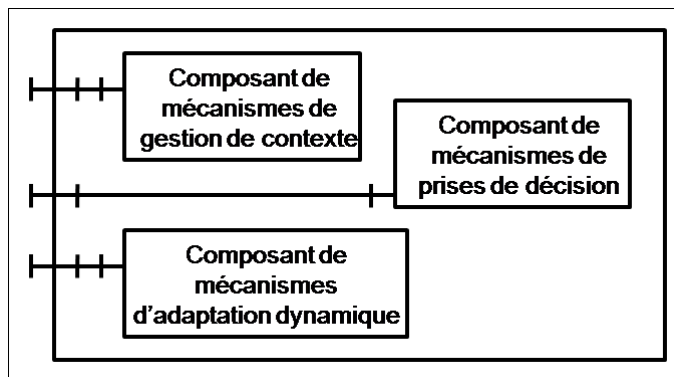 Composant de
mécanismes de
gestion de contexte
Composant de
mécanismes de
prises de décision
Composant de
mécanismes
d'adaptation dynamique